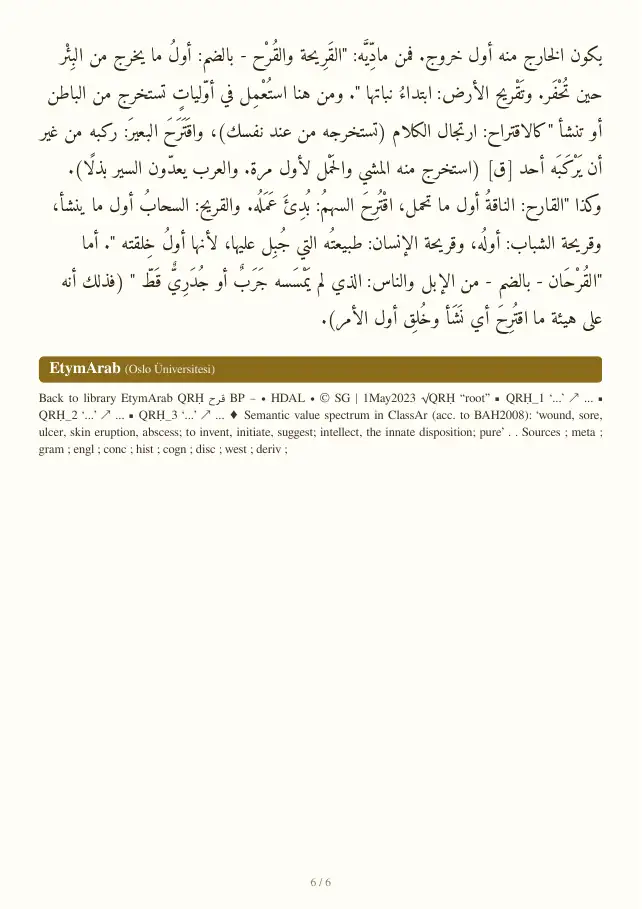 يكون الخارج منه أول خروج. فمن مادِّيَّه: "القَرِيحة والقُرْح - بالضم: أولُ ما يخرج من البِئْر
حين تُحْفَر. وتَقْريح الأرض: ابتداءُ نباتها ". ومن هنا استُعْمِل في أوّلياتٍ تستخرج من الباطن
أو تنشأ "كالاقتراح: ارتجال الكلام (تستخرجه من عند نفسك)، واقَتَرَحَ البعيرَ: ركبه من غير
أن يَرْكبَه أحد [ق] (استخرج منه المشي والحَمْل لأول مرة. والعرب يعدّون السير بذلًا).
وكذا "القارح: الناقةُ أول ما تحمل، اقْتُرِحَ السهمُ: بُدِئَ عَمَلُه. والقريح: السحابُ أول ما ينشأ،
وقريحة الشباب: أولُه، وقريحة الإنسان: طبيعتُه التي جُبِل عليها، لأنها أولُ خِلقته ". أما
"القُرْحَان - بالضم - من الإبل والناس: الذي لم يَمْسَسه جَرَبٌ أو جُدَرِيٌّ قَطّ " (فذلك أنه
على هيئة ما اقتُرِحَ أي نَشَأ وخُلِق أول الأمر).
EtymArab (Oslo Üniversitesi)
Back to library EtymArab QRḤ قرح BP – • HDAL • © SG | 1May2023 √QRḤ “root” ▪ QRḤ_1 ‘...’ ↗ ... ▪
QRḤ_2 ‘...’ ↗ ... ▪ QRḤ_3 ‘...’ ↗ ... ♦ Semantic value spectrum in ClassAr (acc. to BAH2008): ‘wound, sore,
ulcer, skin eruption, abscess; to invent, initiate, suggest; intellect, the innate disposition; pure’ . . Sources ; meta ;
gram ; engl ; conc ; hist ; cogn ; disc ; west ; deriv ;
6 / 6